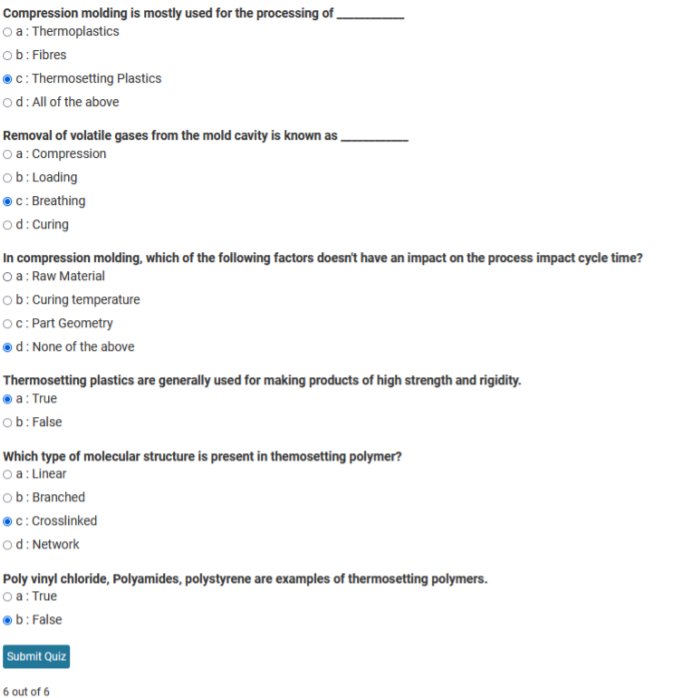 Compression molding is mostly used for the processing of ___________
a : Thermoplastics
b : Fibres
c : Thermosetting Plastics
d : All of the above
Removal of volatile gases from the mold cavity is known as ___________
a : Compression
b : Loading
c : Breathing
d : Curing
In compression molding, which of the following factors doesn't have an impact on the process impact cycle time?
a : Raw Material
b : Curing temperature
c : Part Geometry
d : None of the above
Thermosetting plastics are generally used for making products of high strength and rigidity.
a : True
b : False
Which type of molecular structure is present in themosetting polymer?
a : Linear
b : Branched
c : Crosslinked
d : Network
Poly vinyl chloride, Polyamides, polystyrene are examples of thermosetting polymers.
a : True
b : False
Submit Quiz
6 out of 6